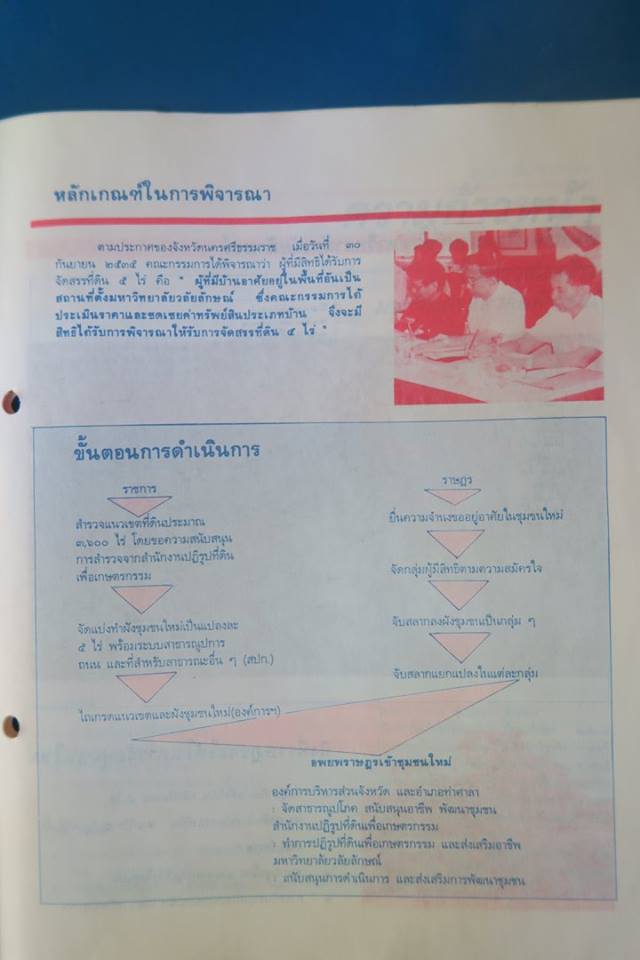 หลักเกณฑ์ในการพิจารณา
ตามประกาศของจังหวัดนครศรีธรรมราช เมื่อวันที่ ๓๐
กันยายน ๒๕๓๕ คณะกรรมการได้พิจารณาว่า ผู้ที่มีสิทธิได้รับการ
จัดสรรที่ดิน ๕ ไร่ คือ " ผู้ที่มีบ้านอาศัยอยู่ในพื้นที่อันเป็น
สถานที่ตั้งมหาวิทยาลัยวลัยลักษณ์ ซึ่งคณะกรรมการได้
ประเมินราคาและชดเชยค่าทรัพย์สินประเภทบ้าน จึงจะมี
สิทธิได้รับการพิจารณาให้รับการจัดสรรที่ดิน ๕ ไร่ "
ขั้นตอนการดำเนินการ
ราชการ
สำรวจแนวเขตที่ดินประมาณ
๓,๖๐๐ ไร่ โดยขอความสนับสนุน
การสำรวจจากสำนักงานปฏิรูปที่ดิน
เพื่อเกษตรกรรม
จัดแบ่งทำผังชุมชนใหม่เป็นแปลงละ
๕ ไร่ พร้อมระบบสาธารณูปการ
ถนน และที่สำหรับสาธารณะอื่น ๆ (สปก.)
ไถเกรดแนวเขตและผังชุมชนใหม่(องค์การฯ)
ราษฎร
ยื่นความจำนงขออยู่อาศัยในชุมชนใหม่
จัดกลุ่มผู้มีสิทธิตามความสมัครใจ
จับสลากลงผังชุมชนเป็นกลุ่ม ๆ
จับสลากแยกแปลงในแต่ละกลุ่ม
อพยพราษฎรเข้าชุมชนใหม่
องค์การบริหารส่วนจังหวัด และอำเภอท่าศาลา
: จัดสาธารณูปโภค สนับสนุนอาชีพ พัฒนาชุมชน
สำนักงานปฏิรูปที่ดินเพื่อเกษตรกรรม
: ทำการปฏิรูปที่ดินเพื่อเกษตรกรรม และส่งเสริมอาชีพ
มหาวิทยาลัยวลัยลักษณ์
: สนับสนุนการดำเนินการ และส่งเสริมการพัฒนาชุมชน